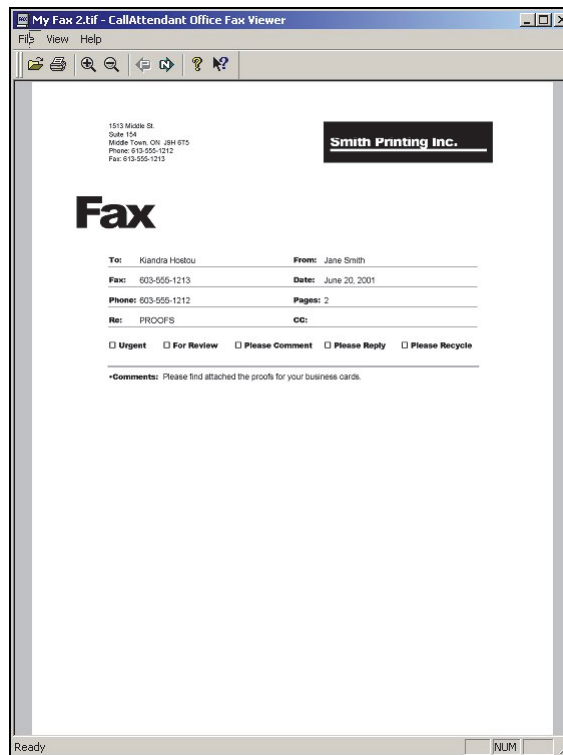 My Fax 2.tif - CallAttendant Office Fax Viewer
File View Help
1513 Middle St.
Suite 154
Middle Town, ON J9H 6T5
Phone: 613-555-1212
Fax: 613-555-1213
Smith Printing Inc.
Fax
To: Kiandra Hostou From: Jane Smith
Fax: 603-555-1213 Date: June 20, 2001
Phone: 603-555-1212 Pages: 2
Re: PROOFS CC:
☐ Urgent ☐ For Review ☐ Please Comment ☐ Please Reply ☐ Please Recycle
•Comments: Please find attached the proofs for your business cards.
Ready NUM